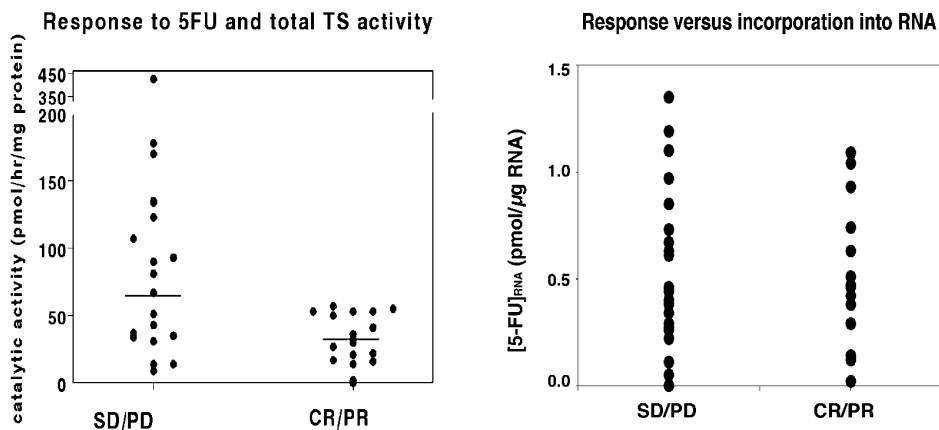 Response to 5FU and total TS activity
catalytic activity (pmol/hr/mg protein)
450
350
200
150
100
50
0
SD/PD
CR/PR
Response versus incorporation into RNA
[5-FU]RNA (pmol/µg RNA)
1.5
1.0
0.5
0.0
SD/PD
CR/PR